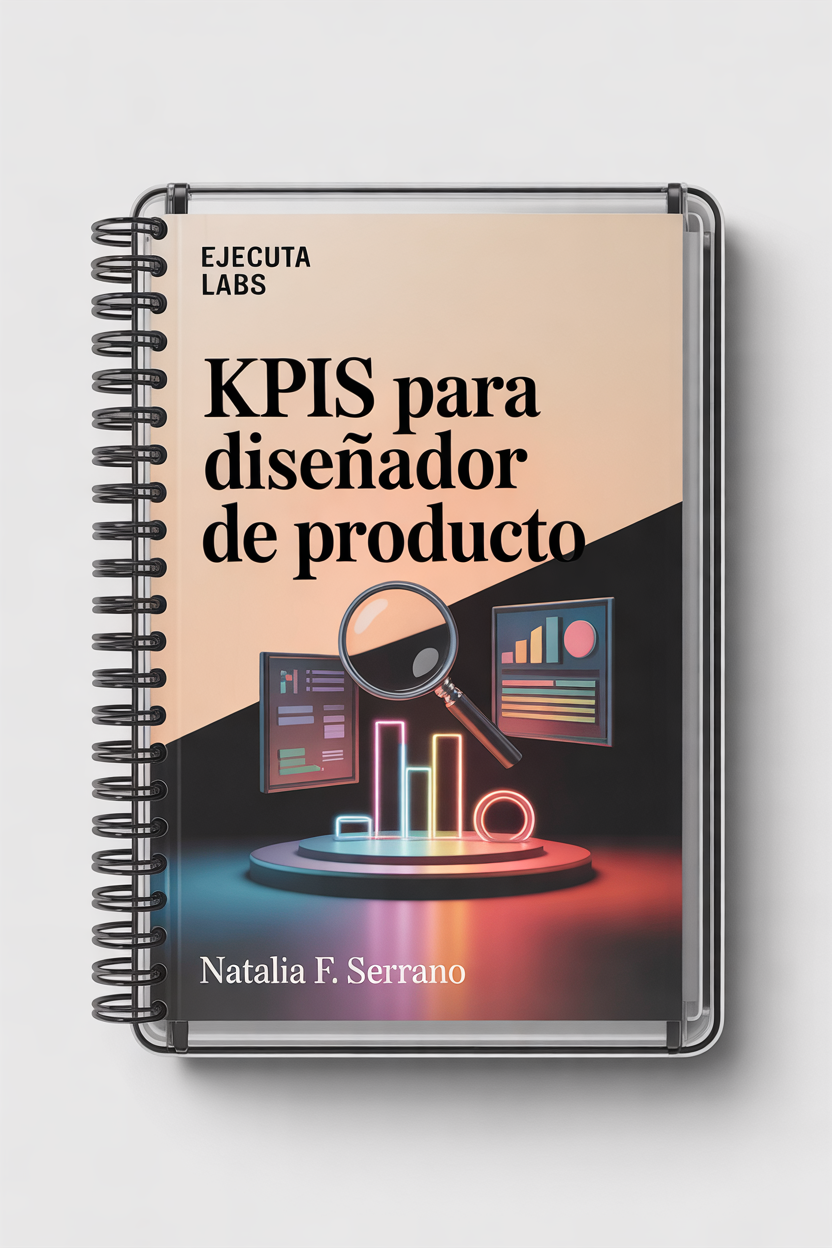 EJECUTA
LABS
KPIS para
diseñador
de producto
Natalia F. Serrano